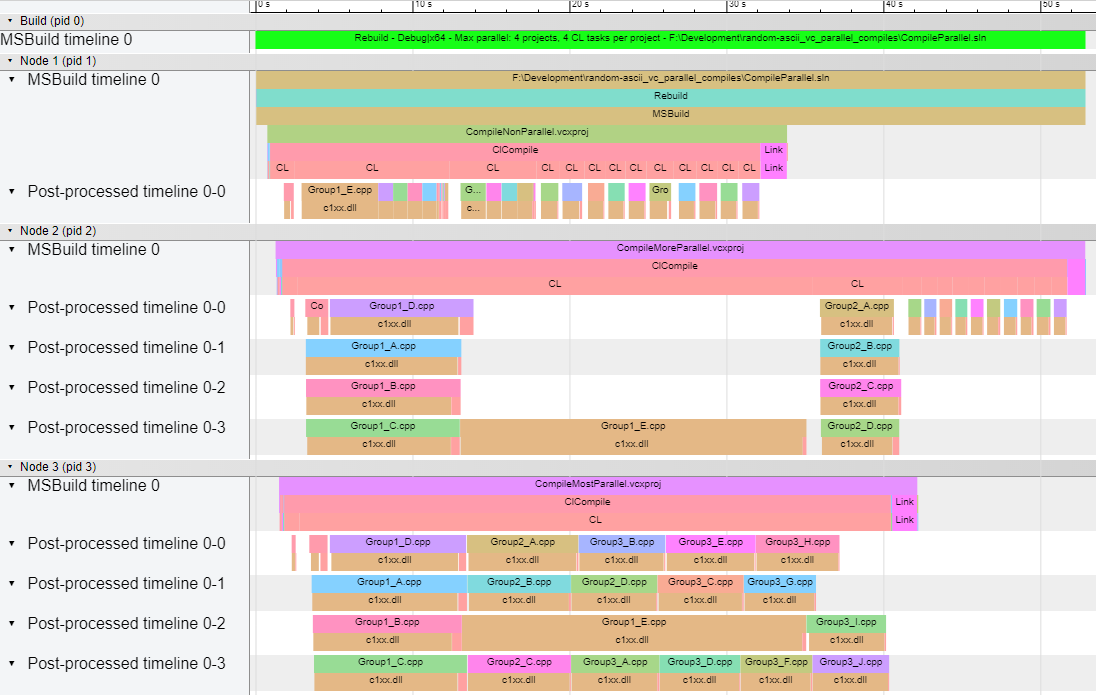 0 s 10 s 20 s 30 s 40 s 50 s
Build (pid 0)
MSBuild timeline 0
Rebuild - Debug|x64 - Max parallel: 4 projects, 4 CL tasks per project - F:\Development\random-ascii_vc_parallel_compiles\CompileParallel.sln
Node 1 (pid 1)
MSBuild timeline 0
F:\Development\random-ascii_vc_parallel_compiles\CompileParallel.sln
Rebuild
MSBuild
CompileNonParallel.vcxproj
ClCompile Link
CL CL CL CL CL CL CL CL CL CL CL CL CL Link
Post-processed timeline 0-0
Group1_E.cpp G... Gro
c1xx.dll c...
Node 2 (pid 2)
MSBuild timeline 0
CompileMoreParallel.vcxproj
ClCompile
CL CL
Post-processed timeline 0-0
Co Group1_D.cpp Group2_A.cpp
c1xx.dll c1xx.dll
Post-processed timeline 0-1
Group1_A.cpp Group2_B.cpp
c1xx.dll c1xx.dll
Post-processed timeline 0-2
Group1_B.cpp Group2_C.cpp
c1xx.dll c1xx.dll
Post-processed timeline 0-3
Group1_C.cpp Group1_E.cpp Group2_D.cpp
c1xx.dll c1xx.dll c1xx.dll
Node 3 (pid 3)
MSBuild timeline 0
CompileMostParallel.vcxproj
ClCompile Link
CL Link
Post-processed timeline 0-0
Group1_D.cpp Group2_A.cpp Group3_B.cpp Group3_E.cpp Group3_H.cpp
c1xx.dll c1xx.dll c1xx.dll c1xx.dll c1xx.dll
Post-processed timeline 0-1
Group1_A.cpp Group2_B.cpp Group2_D.cpp Group3_C.cpp Group3_G.cpp
c1xx.dll c1xx.dll c1xx.dll c1xx.dll c1xx.dll
Post-processed timeline 0-2
Group1_B.cpp Group1_E.cpp Group3_I.cpp
c1xx.dll c1xx.dll c1xx.dll
Post-processed timeline 0-3
Group1_C.cpp Group2_C.cpp Group3_A.cpp Group3_D.cpp Group3_F.cpp Group3_J.cpp
c1xx.dll c1xx.dll c1xx.dll c1xx.dll c1xx.dll c1xx.dll